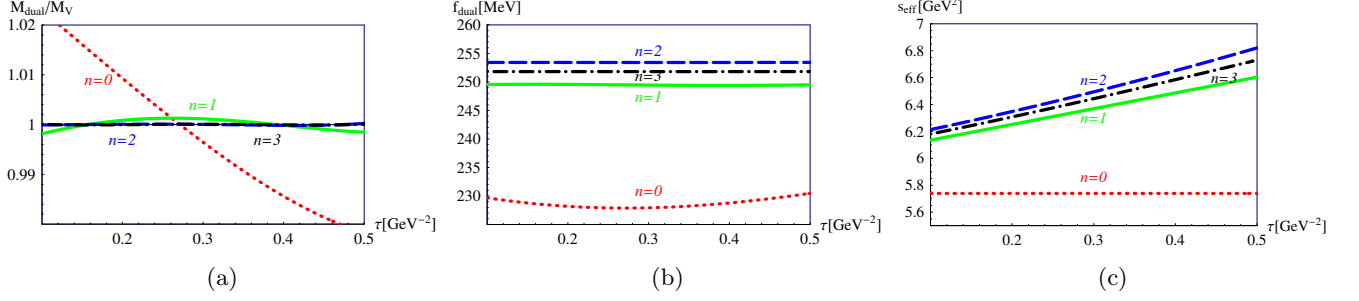 M_dual/M_V
1.02
1.01
1
0.99
n=0
n=1
n=2
n=3
0.2
0.3
0.4
0.5
τ[GeV⁻²]
(a)
f_dual[MeV]
260
255
250
245
240
235
230
n=2
n=3
n=1
n=0
0.2
0.3
0.4
0.5
τ[GeV⁻²]
(b)
s_eff[GeV²]
7
6.8
6.6
6.4
6.2
6
5.8
5.6
n=2
n=3
n=1
n=0
0.2
0.3
0.4
0.5
τ[GeV⁻²]
(c)